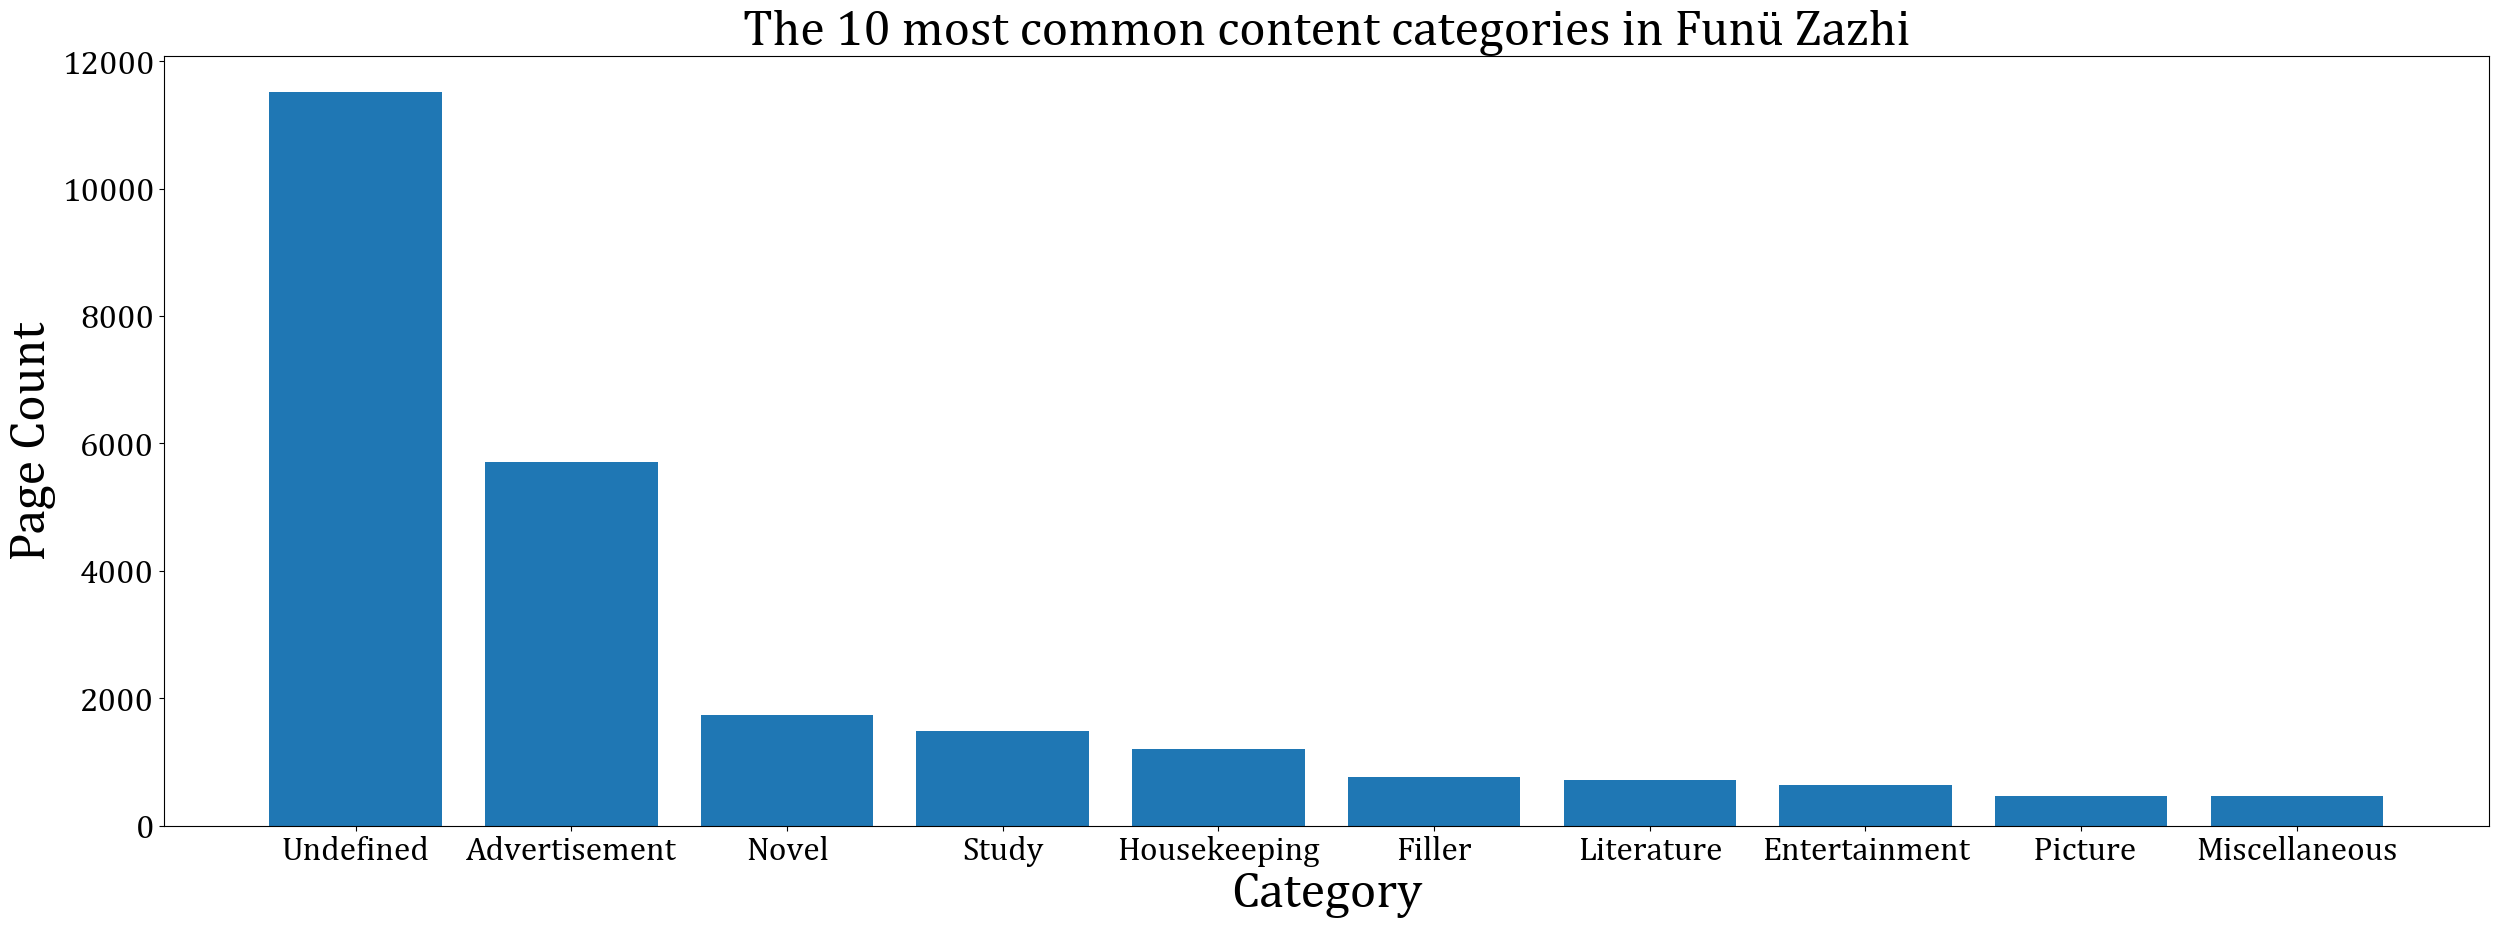 The 10 most common content categories in Funü Zazhi
Page Count
12000
10000
8000
6000
4000
2000
0
Undefined Advertisement Novel Study Housekeeping Filler Literature Entertainment Picture Miscellaneous
Category